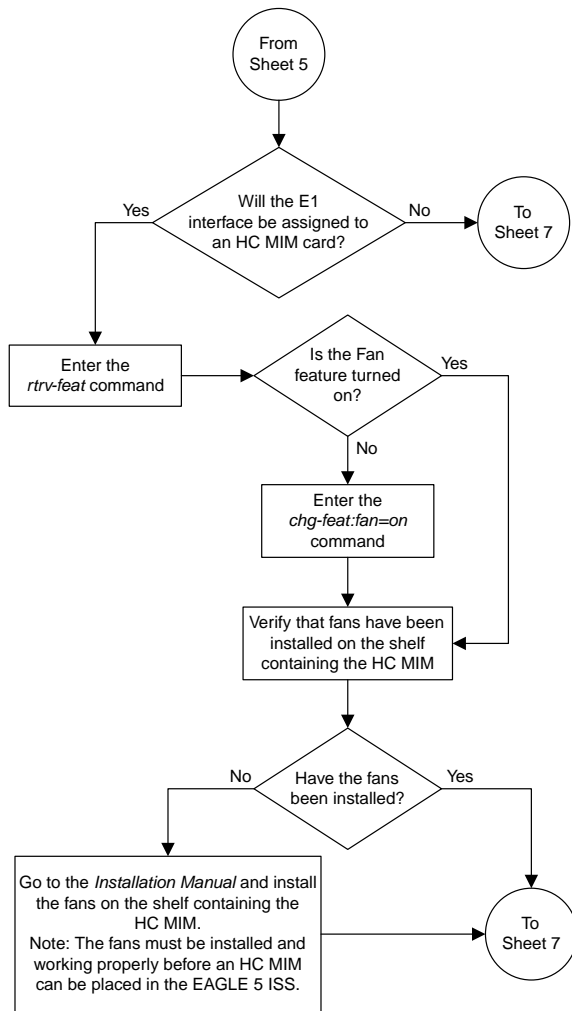 From
Sheet 5
Will the E1
interface be assigned to
an HC MIM card?
Yes
No
To
Sheet 7
Enter the
rtrv-feat command
Is the Fan
feature turned
on?
Yes
No
Enter the
chg-feat:fan=on
command
Verify that fans have been
installed on the shelf
containing the HC MIM
Have the fans
been installed?
No
Yes
Go to the Installation Manual and install
the fans on the shelf containing the
HC MIM.
Note: The fans must be installed and
working properly before an HC MIM
can be placed in the EAGLE 5 ISS.
To
Sheet 7